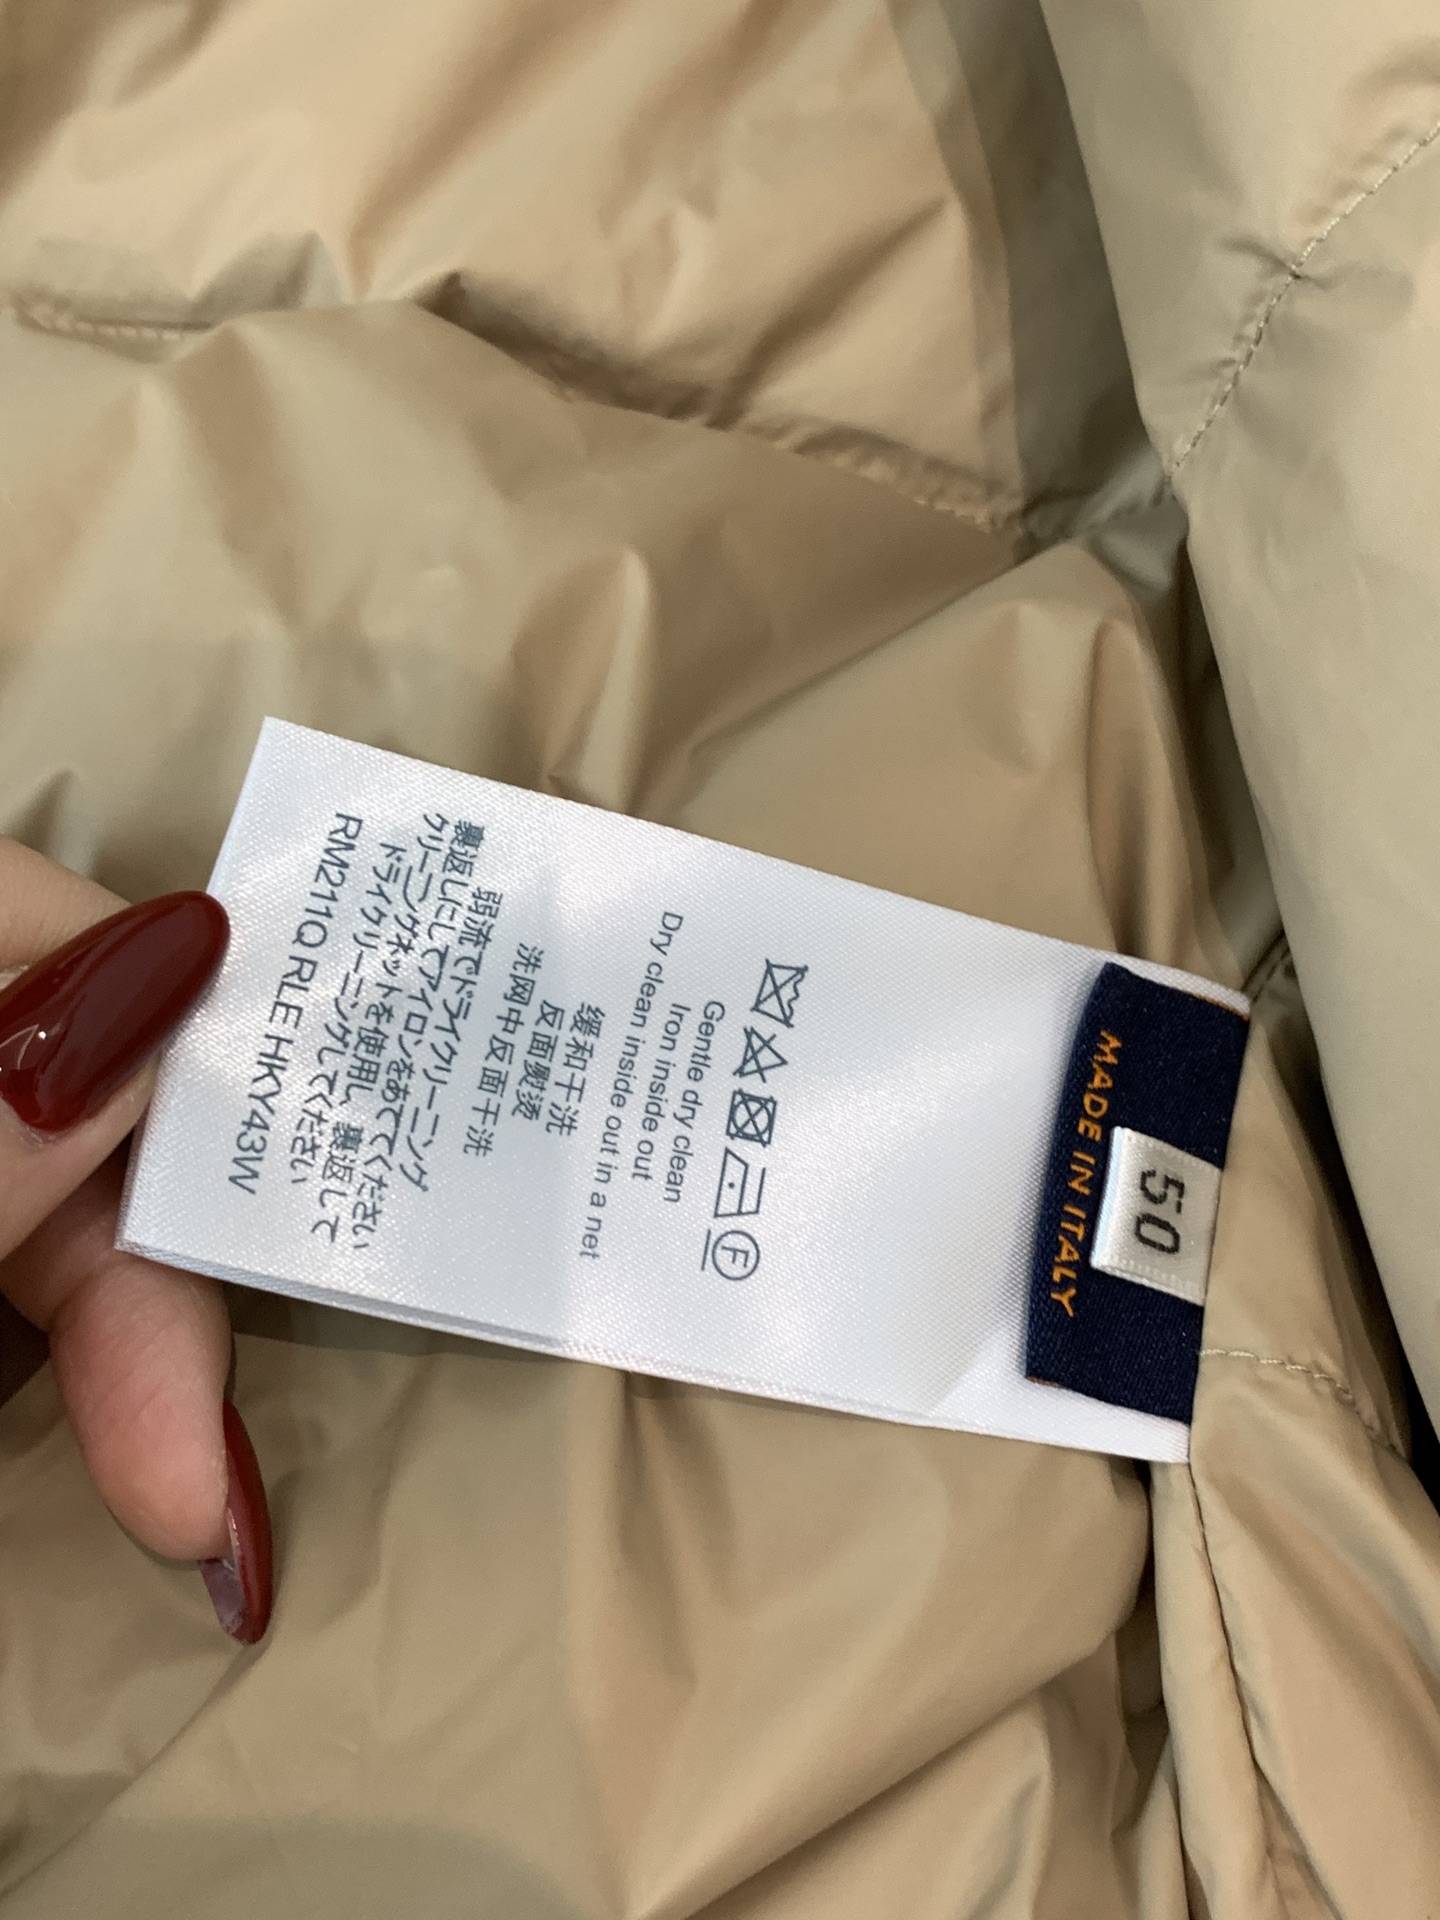 MADE IN ITALY
50
F
Gentle dry clean
Iron inside out
Dry clean inside out in a net
缓和干洗
反面熨烫
洗网中反面干洗
弱流でドライクリーニング
裏返しにしてアイロンをあててください
クリーニングネットを使用し、裏返して
ドライクリーニングしてください
RM211Q RLE HKY43W